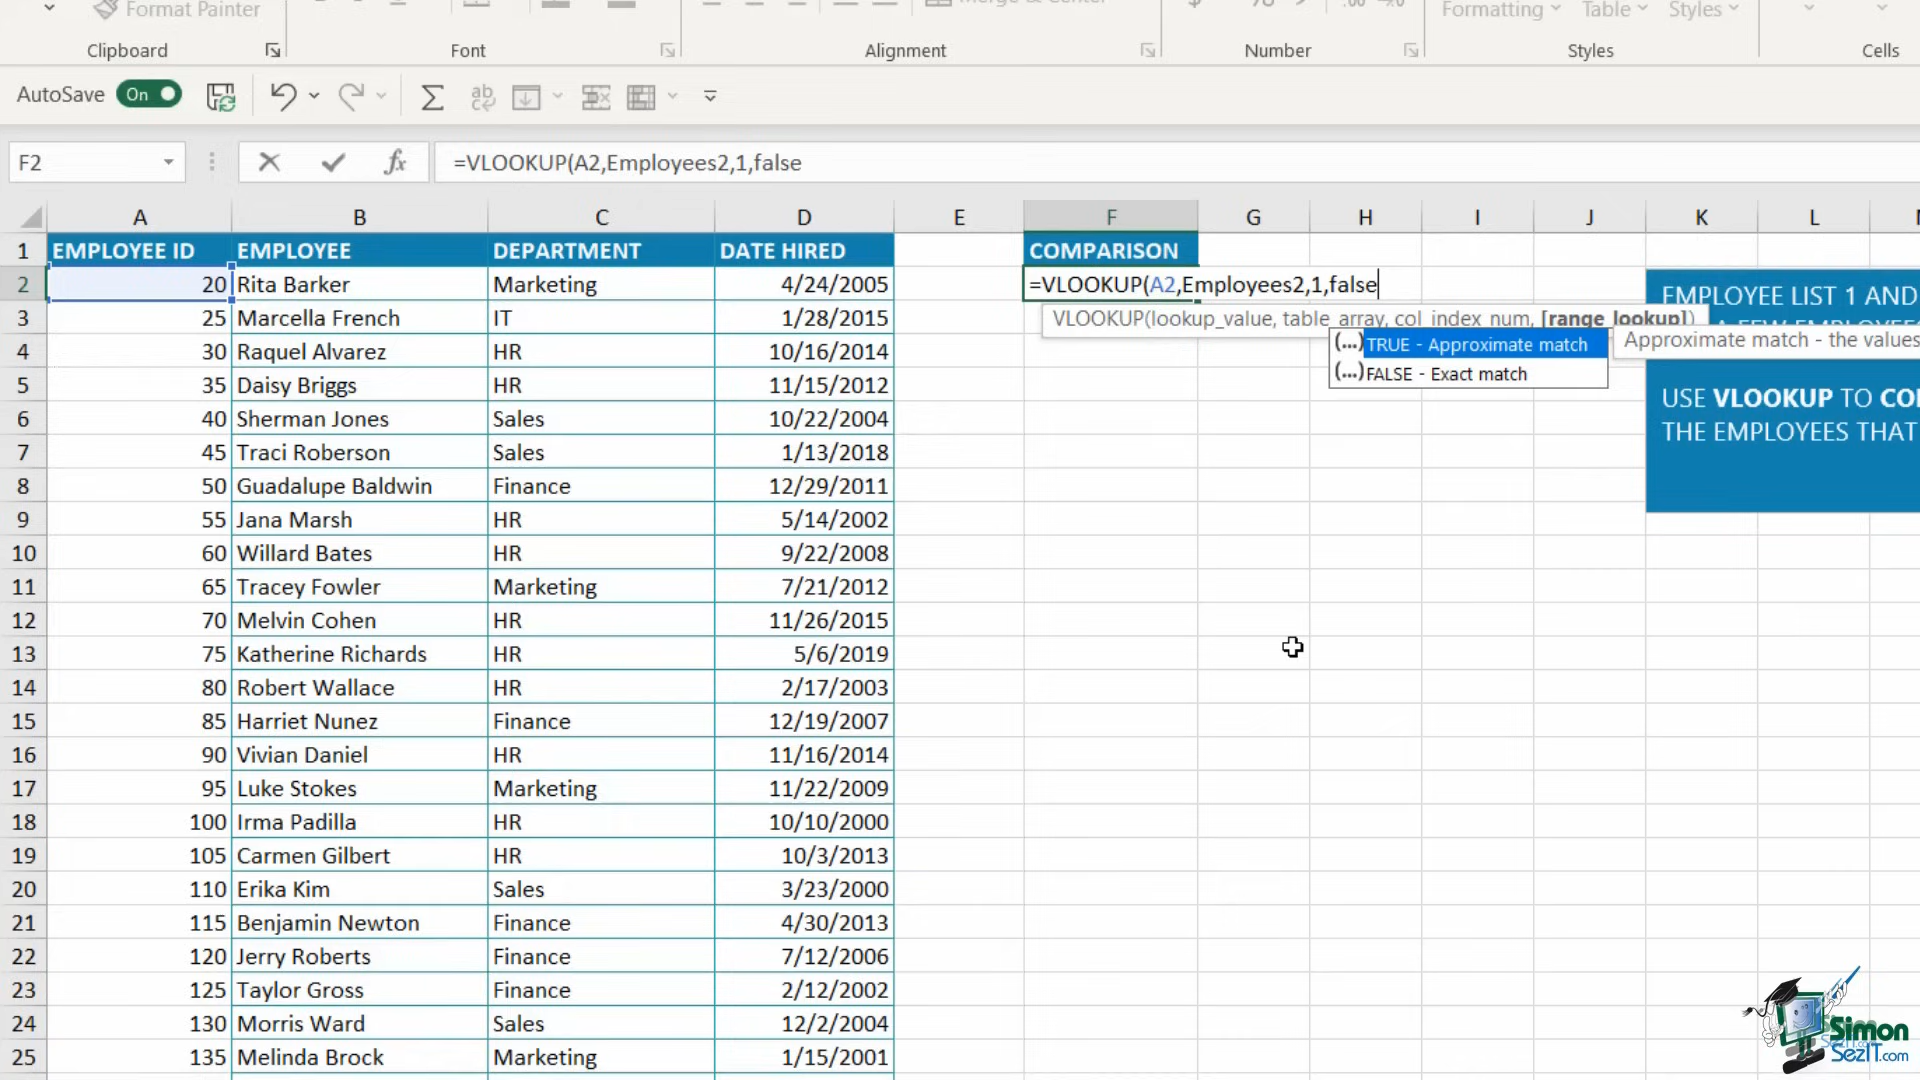 Format Painter
Merge & Center
Formatting
Table
Styles
Clipboard
Font
Alignment
Number
Styles
Cells
AutoSave
On
F2
fx
=VLOOKUP(A2,Employees2,1,false
A B C D E F G H I J K L
1 EMPLOYEE ID EMPLOYEE DEPARTMENT DATE HIRED COMPARISON
2 20 Rita Barker Marketing 4/24/2005 =VLOOKUP(A2,Employees2,1,false
EMPLOYEE LIST 1 AND
VLOOKUP(lookup_value, table_array, col_index_num, [range_lookup])
(...) TRUE - Approximate match
Approximate match - the values
(...) FALSE - Exact match
USE VLOOKUP TO
THE EMPLOYEES THAT
3 25 Marcella French IT 1/28/2015
4 30 Raquel Alvarez HR 10/16/2014
5 35 Daisy Briggs HR 11/15/2012
6 40 Sherman Jones Sales 10/22/2004
7 45 Traci Roberson Sales 1/13/2018
8 50 Guadalupe Baldwin Finance 12/29/2011
9 55 Jana Marsh HR 5/14/2002
10 60 Willard Bates HR 9/22/2008
11 65 Tracey Fowler Marketing 7/21/2012
12 70 Melvin Cohen HR 11/26/2015
13 75 Katherine Richards HR 5/6/2019
14 80 Robert Wallace HR 2/17/2003
15 85 Harriet Nunez Finance 12/19/2007
16 90 Vivian Daniel HR 11/16/2014
17 95 Luke Stokes Marketing 11/22/2009
18 100 Irma Padilla HR 10/10/2000
19 105 Carmen Gilbert HR 10/3/2013
20 110 Erika Kim Sales 3/23/2000
21 115 Benjamin Newton Finance 4/30/2013
22 120 Jerry Roberts Finance 7/12/2006
23 125 Taylor Gross Finance 2/12/2002
24 130 Morris Ward Sales 12/2/2004
25 135 Melinda Brock Marketing 1/15/2001
Simon
SezIT.com